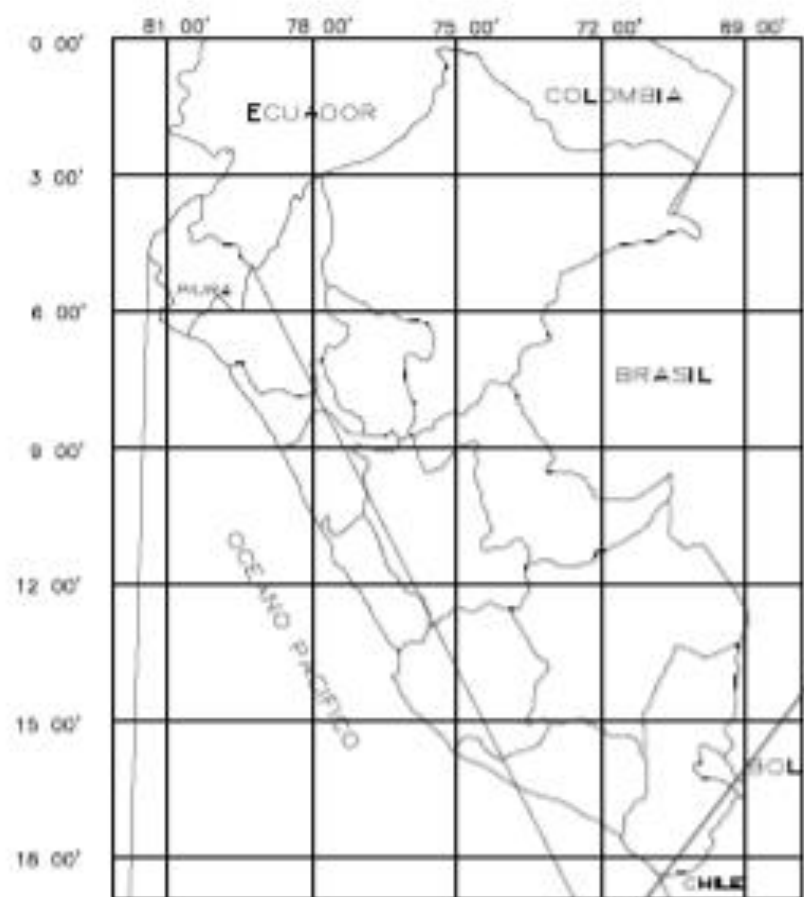 81 00' 78 00' 75 00' 72 00' 69 00'
0 00'
ECUADOR
COLOMBIA
3 00'
PIURA
6 00'
BRASIL
9 00'
OCEANO PACIFICO
12 00'
15 00'
BOL
18 00'
CHILE